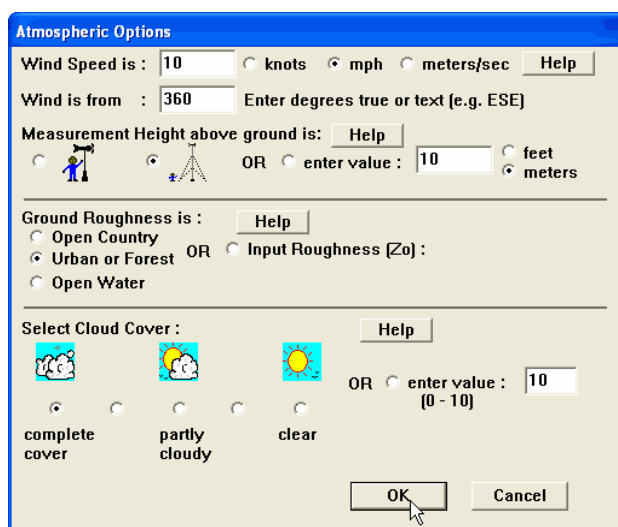 Atmospheric Options
Wind Speed is : 10 knots mph meters/sec Help
Wind is from : 360 Enter degrees true or text (e.g. ESE)
Measurement Height above ground is: Help
OR enter value : 10 feet
meters
Ground Roughness is : Help
Open Country
Urban or Forest OR Input Roughness (Zo) :
Open Water
Select Cloud Cover : Help
OR enter value : 10
(0 - 10)
complete cover
partly cloudy
clear
OK Cancel